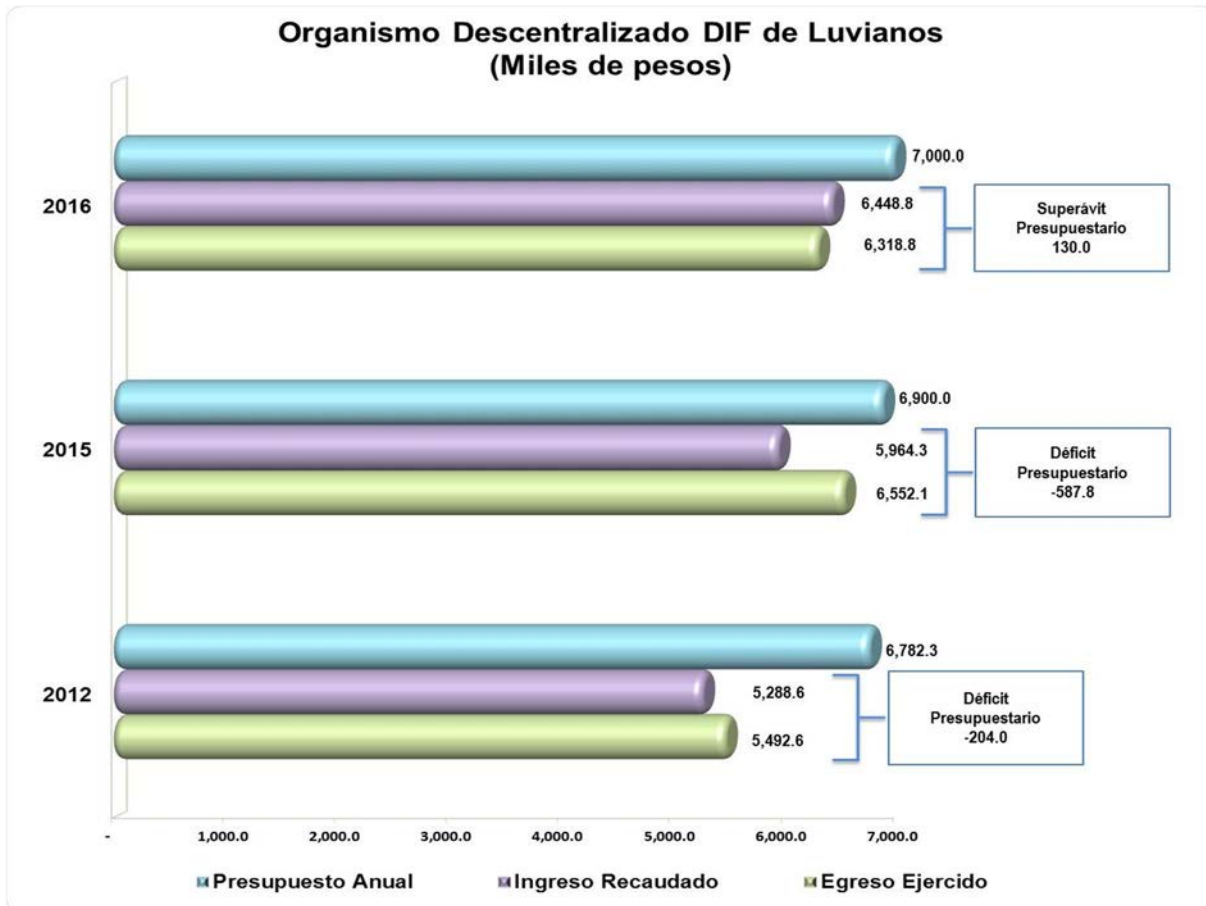 Organismo Descentralizado DIF de Luvianos
(Miles de pesos)
2016
7,000.0
6,448.8
6,318.8
Superávit
Presupuestario
130.0
2015
6,900.0
5,964.3
6,552.1
Déficit
Presupuestario
-587.8
2012
6,782.3
5,288.6
5,492.6
Déficit
Presupuestario
-204.0
- 1,000.0 2,000.0 3,000.0 4,000.0 5,000.0 6,000.0 7,000.0
Presupuesto Anual Ingreso Recaudado Egreso Ejercido